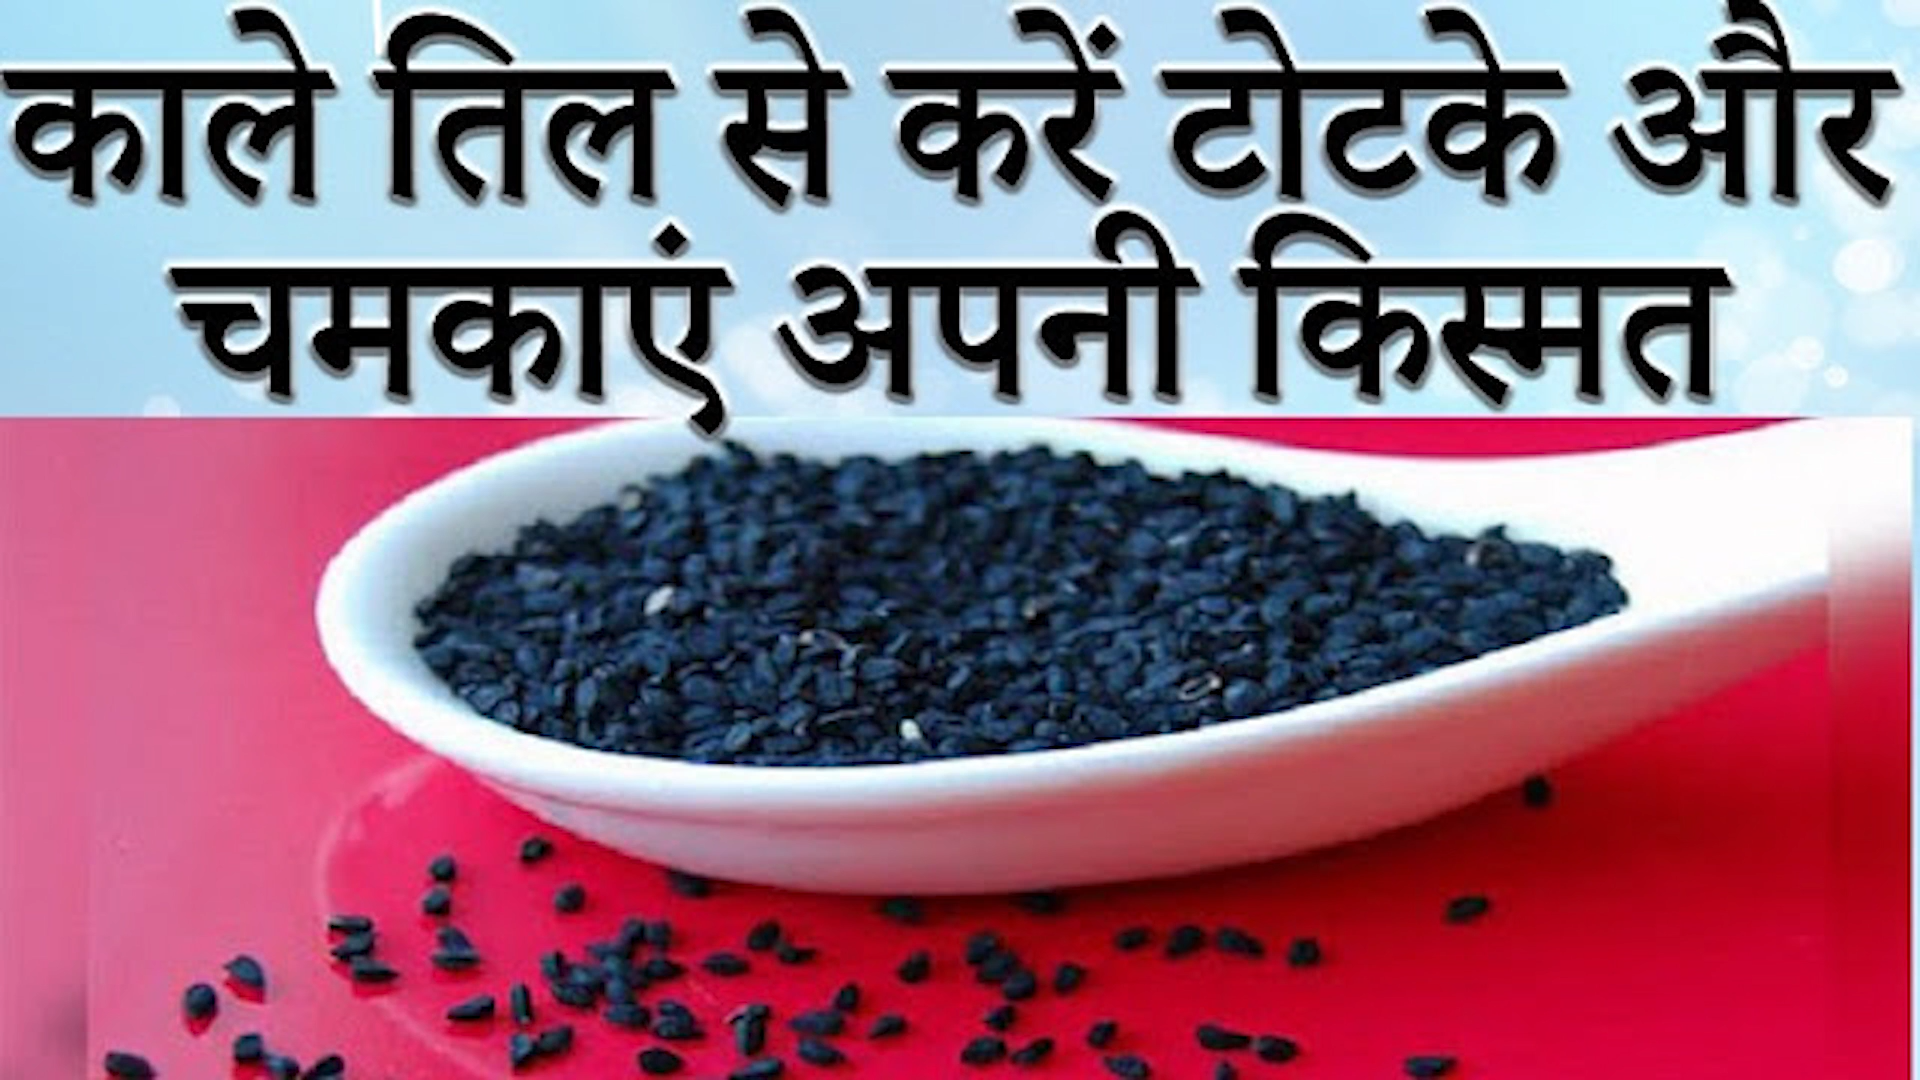 काले तिल से करें टोटके और
चमकाएं अपनी किस्मत